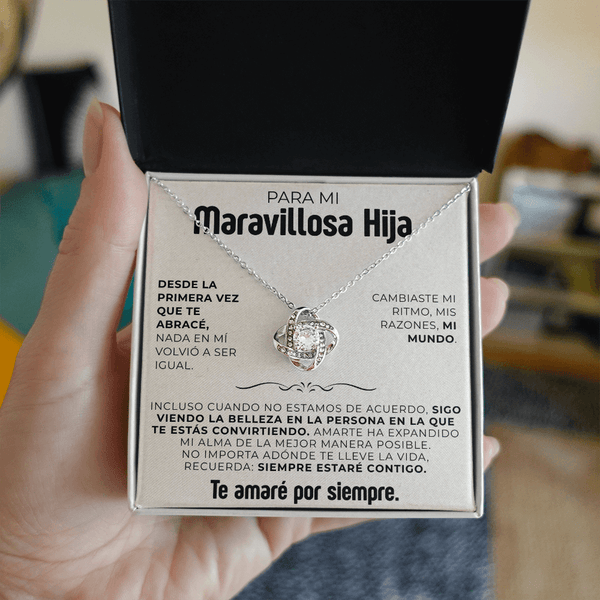 PARA MI
Maravillosa Hija
DESDE LA
PRIMERA VEZ
QUE TE
ABRACÉ,
NADA EN MÍ
VOLVIÓ A SER
IGUAL.
CAMBIASTE MI
RITMO, MIS
RAZONES, MI
MUNDO.
INCLUSO CUANDO NO ESTAMOS DE ACUERDO, SIGO
VIENDO LA BELLEZA EN LA PERSONA EN LA QUE
TE ESTÁS CONVIRTIENDO. AMARTE HA EXPANDIDO
MI ALMA DE LA MEJOR MANERA POSIBLE.
NO IMPORTA ADÓNDE TE LLEVE LA VIDA,
RECUERDA: SIEMPRE ESTARÉ CONTIGO.
Te amaré por siempre.